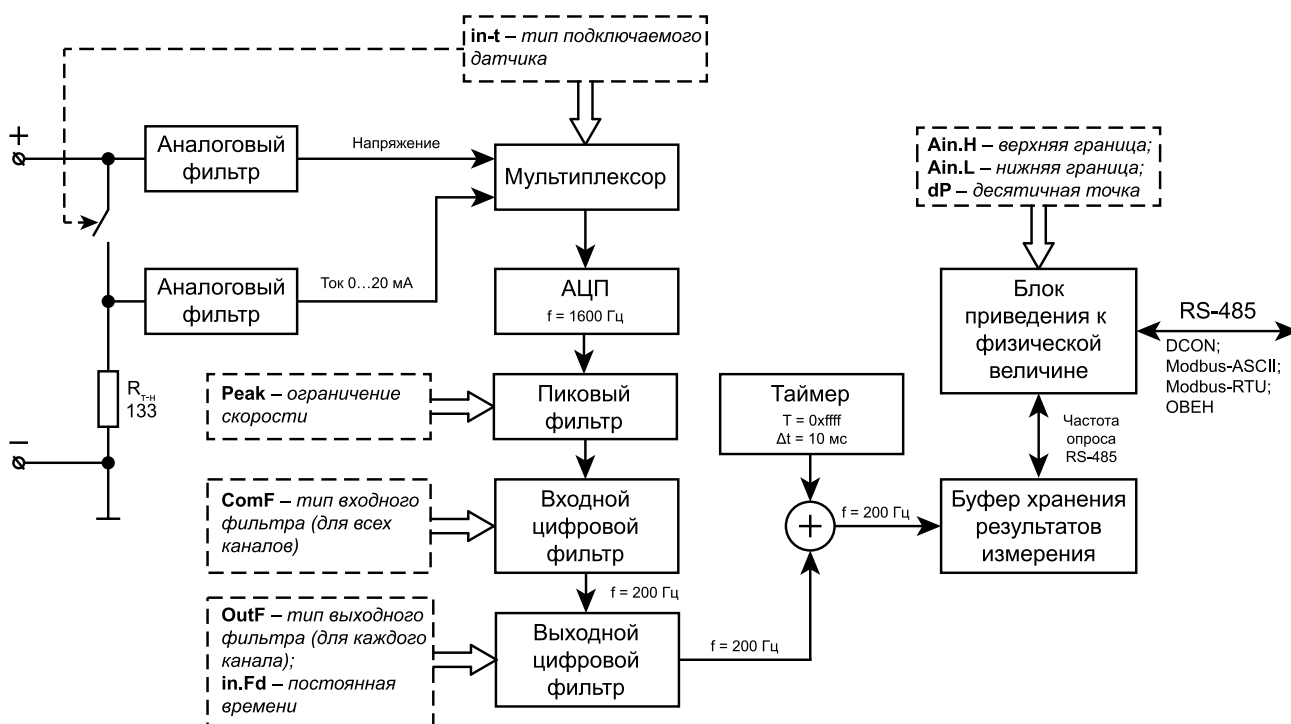 in-t – тип подключаемого
датчика
+
Аналоговый
фильтр
Напряжение
Мультиплексор
Ain.H – верхняя граница;
Ain.L – нижняя граница;
dP – десятичная точка
Аналоговый
фильтр
Ток 0…20 мА
АЦП
f = 1600 Гц
Блок
приведения к
физической
величине
RS-485
DCON;
Modbus-ASCII;
Modbus-RTU;
ОВЕН
Rт-н
133
–
Peak – ограничение
скорости
Пиковый
фильтр
Таймер
T = 0xffff
Δt = 10 мс
Частота
опроса
RS-485
ComF – тип входного
фильтра (для всех
каналов)
Входной
цифровой
фильтр
+
f = 200 Гц
Буфер хранения
результатов
измерения
f = 200 Гц
OutF – тип выходного
фильтра (для каждого
канала);
in.Fd – постоянная
времени
Выходной
цифровой
фильтр
f = 200 Гц